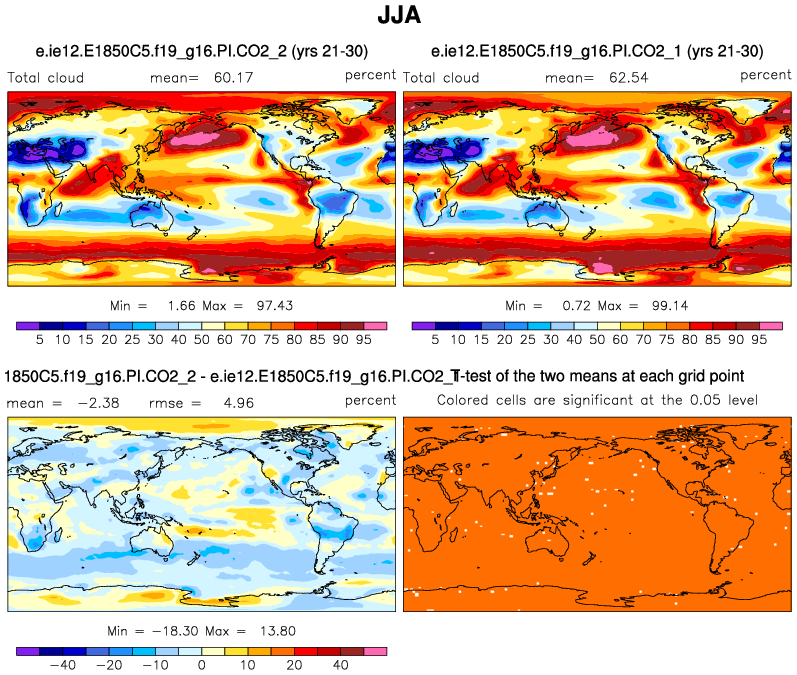 JJA
e.ie12.E1850C5.f19_g16.PI.CO2_2 (yrs 21-30)
e.ie12.E1850C5.f19_g16.PI.CO2_1 (yrs 21-30)
Total cloud mean= 60.17 percent
Total cloud mean= 62.54 percent
Min = 1.66 Max = 97.43
Min = 0.72 Max = 99.14
5 10 15 20 25 30 40 50 60 70 80 85 90 95
5 10 15 20 25 30 40 50 60 70 80 85 90 95
1850C5.f19_g16.PI.CO2_2 - e.ie12.E1850C5.f19_g16.PI.CO2_
T-test of the two means at each grid point
mean = -2.38 rmse = 4.96 percent
Colored cells are significant at the 0.05 level
Min = -18.30 Max = 13.80
-40 -20 -10 0 10 20 40